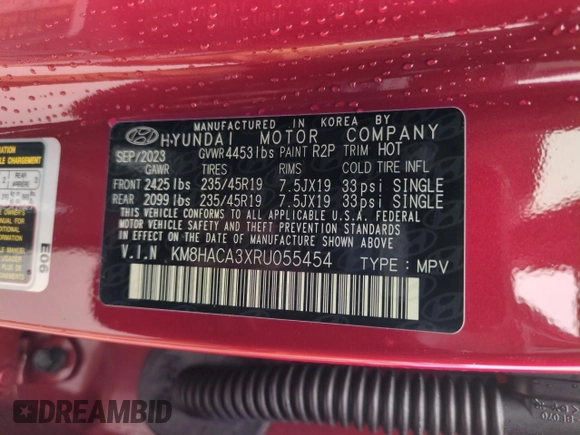 MANUFACTURED IN KOREA BY
HYUNDAI MOTOR COMPANY
SEP/2023 GVWR4453lbs PAINT R2P TRIM HOT
GAWR TIRES RIMS COLD TIRE INFL
FRONT 2425lbs 235/45R19 7.5JX19 33psi SINGLE
REAR 2099lbs 235/45R19 7.5JX19 33psi SINGLE
THIS VEHICLE CONFORMS TO ALL APPLICABLE U.S.A. FEDERAL
MOTOR VEHICLE SAFETY AND THEFT PREVENTION STANDARDS
IN EFFECT ON THE DATE OF MANUFACTURE SHOWN ABOVE.
V.I.N KM8HACA3XRU055454 TYPE: MPV
REAR
ARRIÈRE
E06
DREAMBID